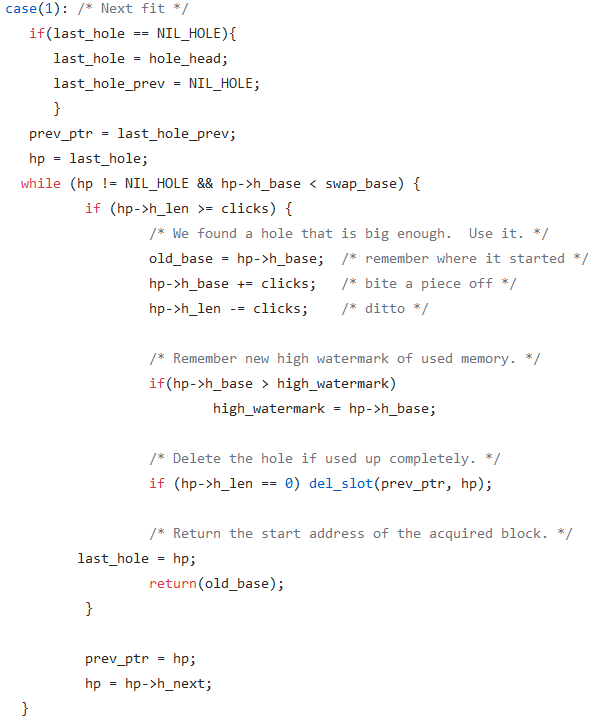 case(1): /* Next fit */
if(last_hole == NIL_HOLE){
last_hole = hole_head;
last_hole_prev = NIL_HOLE;
}
prev_ptr = last_hole_prev;
hp = last_hole;
while (hp != NIL_HOLE && hp->h_base < swap_base) {
if (hp->h_len >= clicks) {
/* We found a hole that is big enough.  Use it. */
old_base = hp->h_base;  /* remember where it started */
hp->h_base += clicks;   /* bite a piece off */
hp->h_len -= clicks;    /* ditto */
/* Remember new high watermark of used memory. */
if(hp->h_base > high_watermark)
high_watermark = hp->h_base;
/* Delete the hole if used up completely. */
if (hp->h_len == 0) del_slot(prev_ptr, hp);
/* Return the start address of the acquired block. */
last_hole = hp;
return(old_base);
}
prev_ptr = hp;
hp = hp->h_next;
}